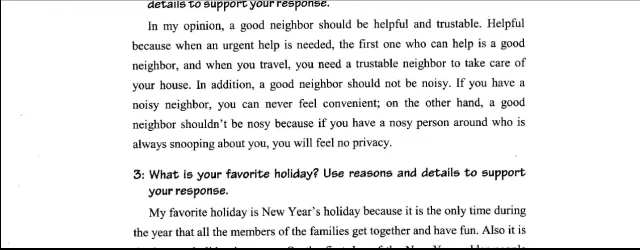 details to support your response.
In my opinion, a good neighbor should be helpful and trustable. Helpful
because when an urgent help is needed, the first one who can help is a good
neighbor, and when you travel, you need a trustable neighbor to take care of
your house. In addition, a good neighbor should not be noisy. If you have a
noisy neighbor, you can never feel convenient; on the other hand, a good
neighbor shouldn't be nosy because if you have a nosy person around who is
always snooping about you, you will feel no privacy.
3: What is your favorite holiday? Use reasons and details to support
your response.
My favorite holiday is New Year's holiday because it is the only time during
the year that all the members of the families get together and have fun. Also it is